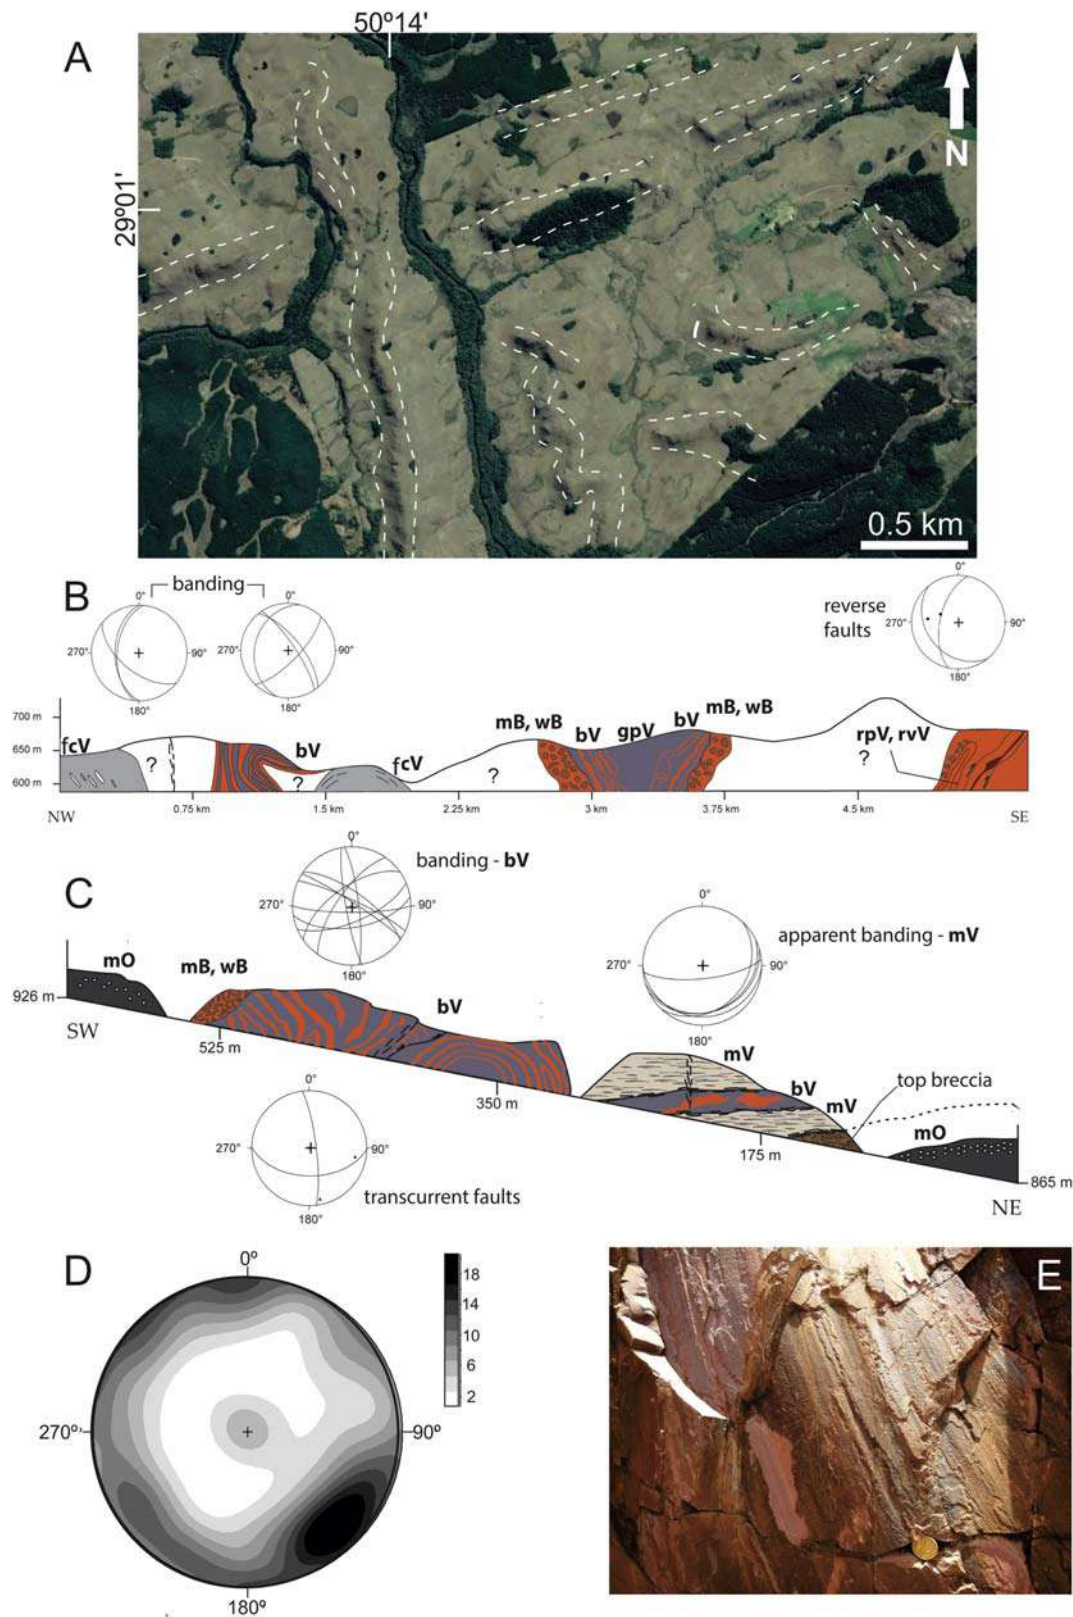 A
50º14'
29º01'
N
0.5 km
B
banding
0°
270°
90°
180°
0°
270°
90°
180°
reverse
faults
0°
270°
90°
180°
700 m
650 m
600 m
fcV
?
bV
?
fcV
?
mB, wB
bV
gpV
bV
mB, wB
rpV, rvV
?
NW
0.75 km
1.5 km
2.25 km
3 km
3.75 km
4.5 km
SE
C
0°
270°
90°
180°
banding - bV
0°
270°
90°
180°
apparent banding - mV
926 m
mO
SW
mB, wB
525 m
bV
350 m
mV
bV
mV
top breccia
175 m
mO
865 m
NE
0°
270°
90°
180°
transcurrent faults
D
0º
270º
90º
180º
18
14
10
6
2
E